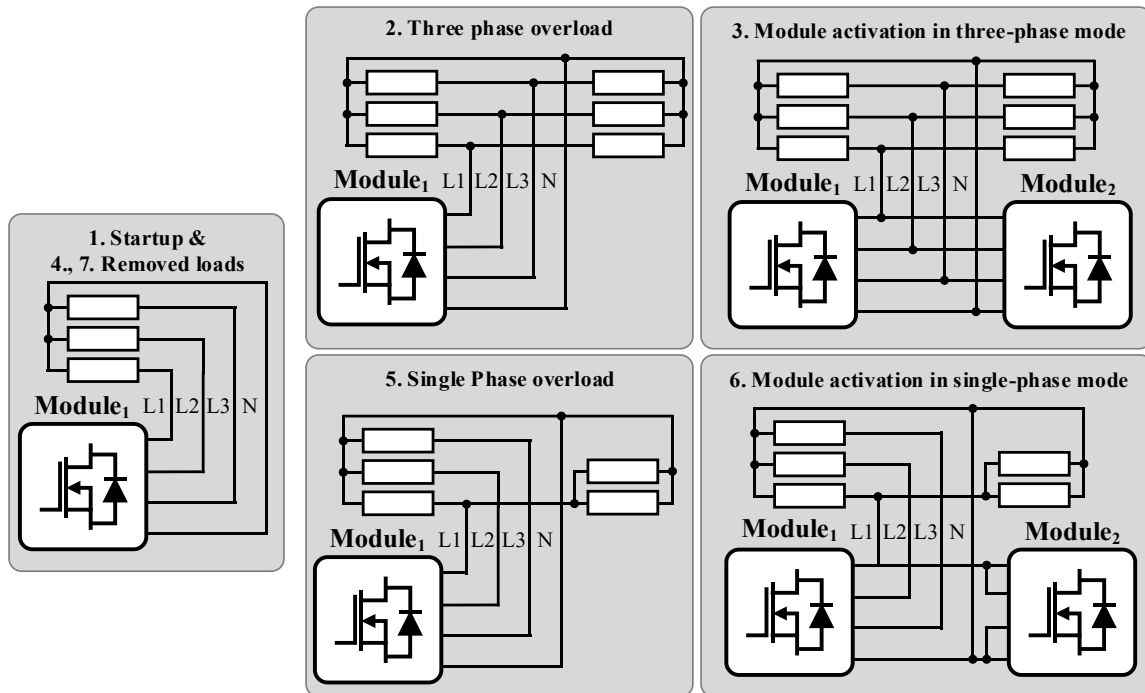 1. Startup &
4., 7. Removed loads
Module₁ L1 L2 L3 N
2. Three phase overload
Module₁ L1 L2 L3 N
3. Module activation in three-phase mode
Module₁ L1 L2 L3 N Module₂
5. Single Phase overload
Module₁ L1 L2 L3 N
6. Module activation in single-phase mode
Module₁ L1 L2 L3 N Module₂